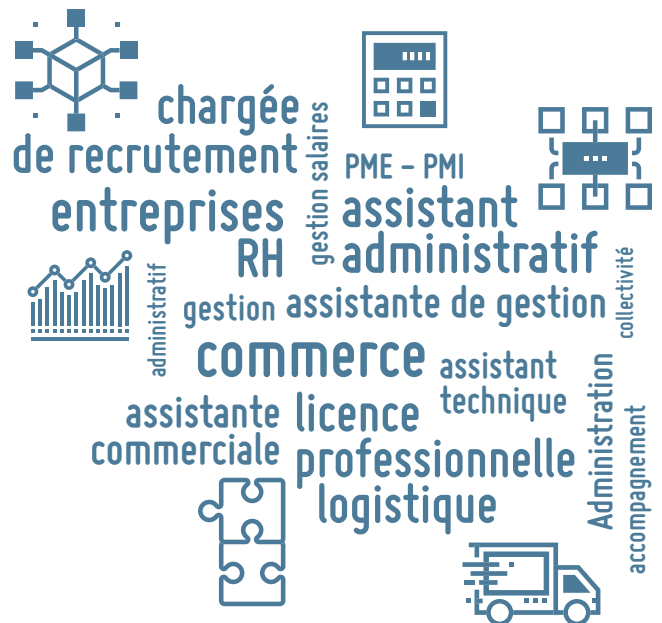 chargée
de recrutement
gestion salaires
PME – PMI
entreprises
RH
assistant
administratif
collectivité
administratif
gestion
assistante de gestion
commerce
assistant
technique
assistante
commerciale
licence
professionnelle
logistique
Administration
accompagnement